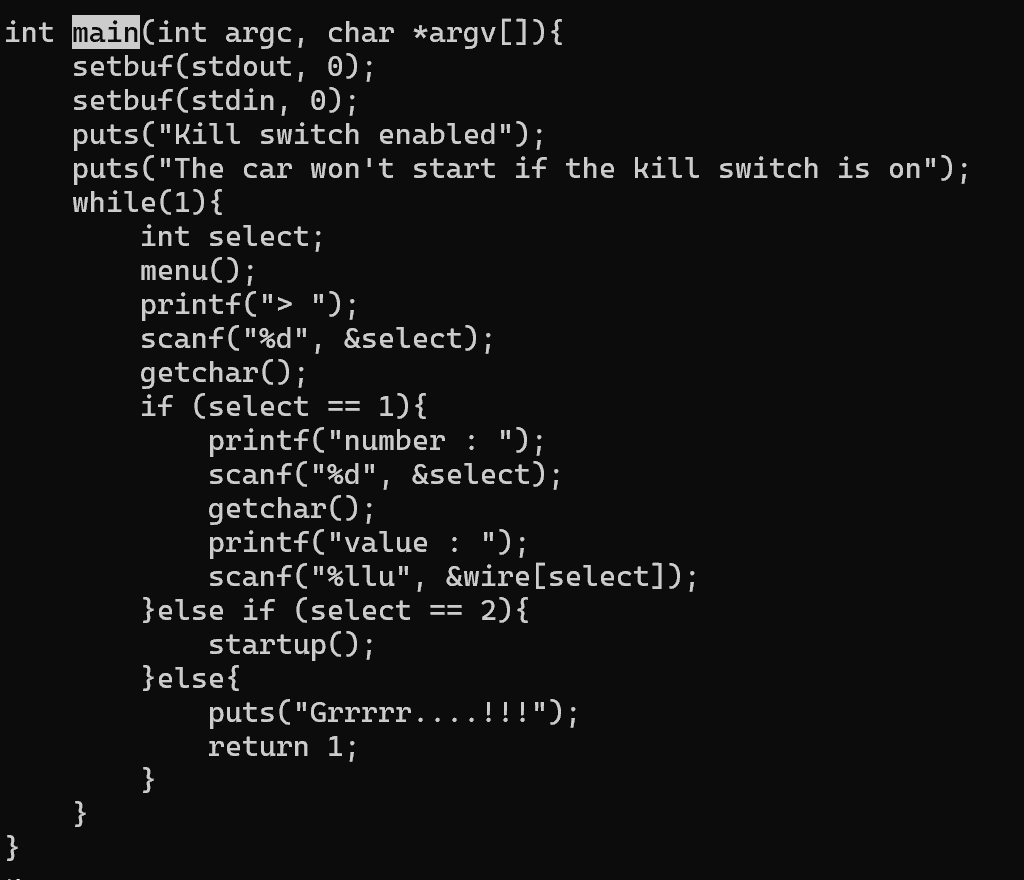 int main(int argc, char *argv[]){
    setbuf(stdout, 0);
    setbuf(stdin, 0);
    puts("Kill switch enabled");
    puts("The car won't start if the kill switch is on");
    while(1){
        int select;
        menu();
        printf("> ");
        scanf("%d", &select);
        getchar();
        if (select == 1){
            printf("number : ");
            scanf("%d", &select);
            getchar();
            printf("value : ");
            scanf("%llu", &wire[select]);
        }else if (select == 2){
            startup();
        }else{
            puts("Grrrrr....!!!");
            return 1;
        }
    }
}